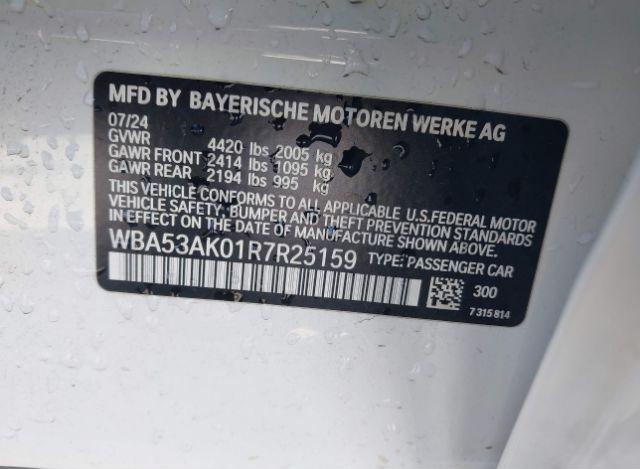 MFD BY BAYERISCHE MOTOREN WERKE AG
07/24
GVWR 4420 lbs 2005 kg
GAWR FRONT 2414 lbs 1095 kg
GAWR REAR 2194 lbs 995 kg
THIS VEHICLE CONFORMS TO ALL APPLICABLE U.S.FEDERAL MOTOR
VEHICLE SAFETY, BUMPER AND THEFT PREVENTION STANDARDS
IN EFFECT ON THE DATE OF MANUFACTURE SHOWN ABOVE.
WBA53AK01R7R25159 TYPE: PASSENGER CAR
300
7 315 814